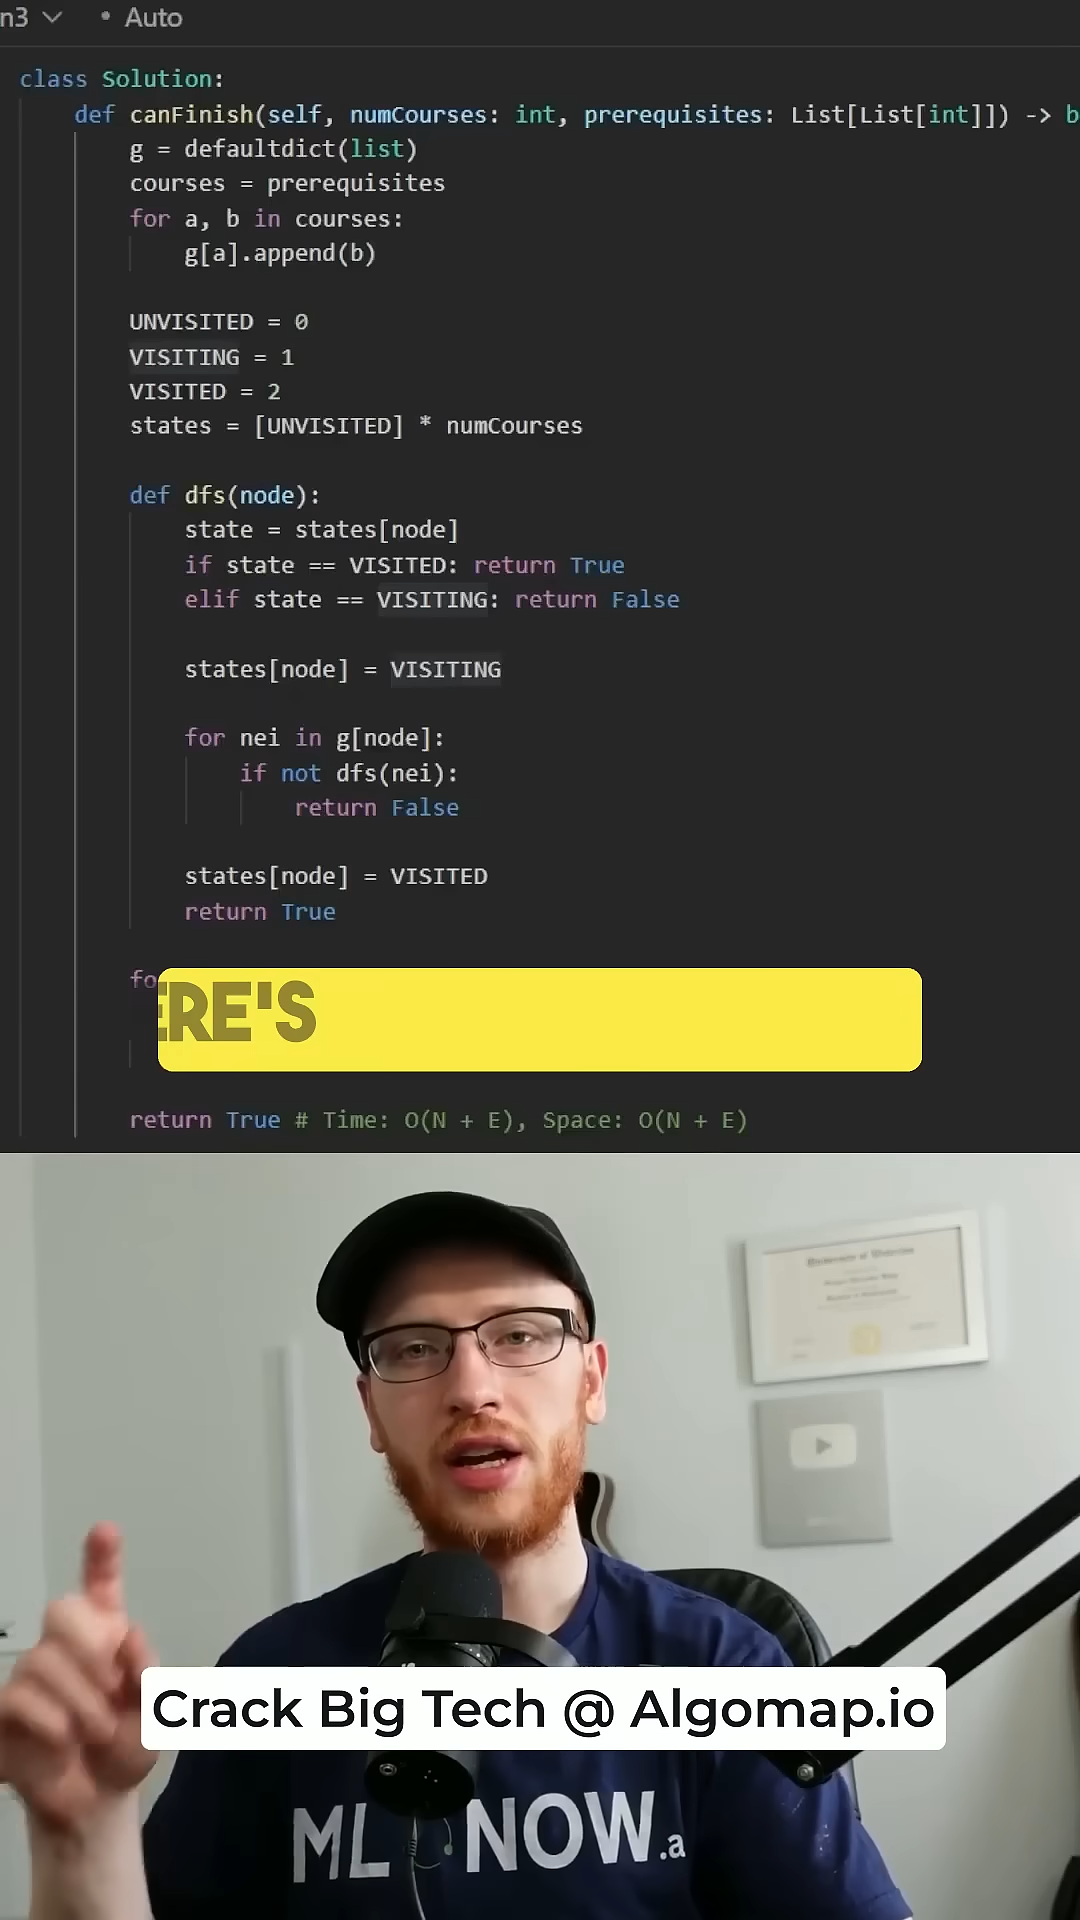 n3 • Auto
class Solution:
def canFinish(self, numCourses: int, prerequisites: List[List[int]]) -> b
g = defaultdict(list)
courses = prerequisites
for a, b in courses:
g[a].append(b)
UNVISITED = 0
VISITING = 1
VISITED = 2
states = [UNVISITED] * numCourses
def dfs(node):
state = states[node]
if state == VISITED: return True
elif state == VISITING: return False
states[node] = VISITING
for nei in g[node]:
if not dfs(nei):
return False
states[node] = VISITED
return True
fo
ERE'S
return True # Time: O(N + E), Space: O(N + E)
Crack Big Tech @ Algomap.io
ML NOW.a